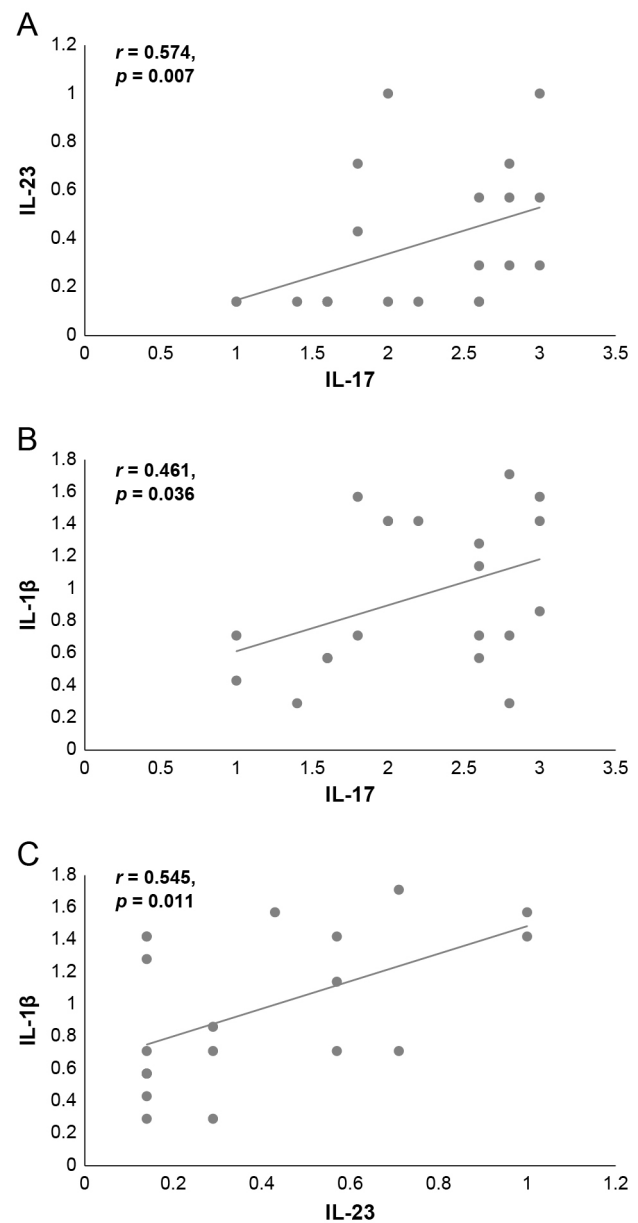 A
r = 0.574,
p = 0.007
1.2
1
0.8
0.6
0.4
0.2
0
IL-23
0 0.5 1 1.5 2 2.5 3 3.5
IL-17
B
r = 0.461,
p = 0.036
1.8
1.6
1.4
1.2
1
0.8
0.6
0.4
0.2
0
IL-1β
0 0.5 1 1.5 2 2.5 3 3.5
IL-17
C
r = 0.545,
p = 0.011
1.8
1.6
1.4
1.2
1
0.8
0.6
0.4
0.2
0
IL-1β
0 0.2 0.4 0.6 0.8 1 1.2
IL-23